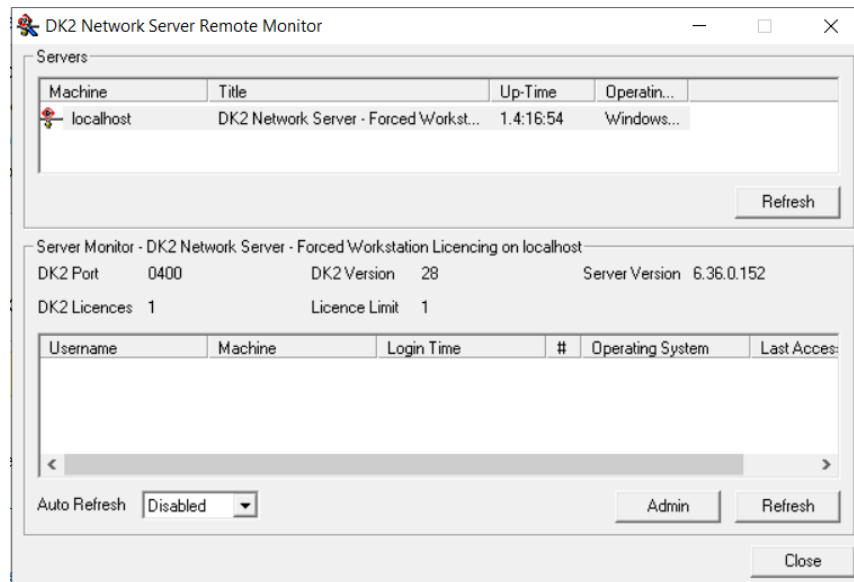 DK2 Network Server Remote Monitor
Servers
Machine Title Up-Time Operatin...
localhost DK2 Network Server - Forced Workst... 1.4:16:54 Windows...
Refresh
Server Monitor - DK2 Network Server - Forced Workstation Licencing on localhost
DK2 Port 0400 DK2 Version 28 Server Version 6.36.0.152
DK2 Licences 1 Licence Limit 1
Username Machine Login Time # Operating System Last Acces
Auto Refresh Disabled Admin Refresh
Close